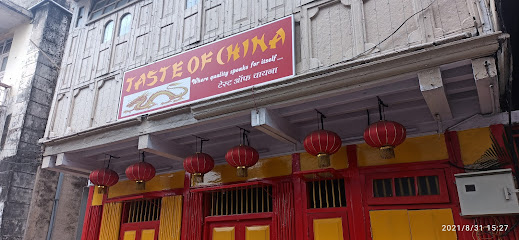 TASTE OF CHINA
Where quality speaks for itself...
टेस्ट ऑफ चायना
2021/8/31 15:27